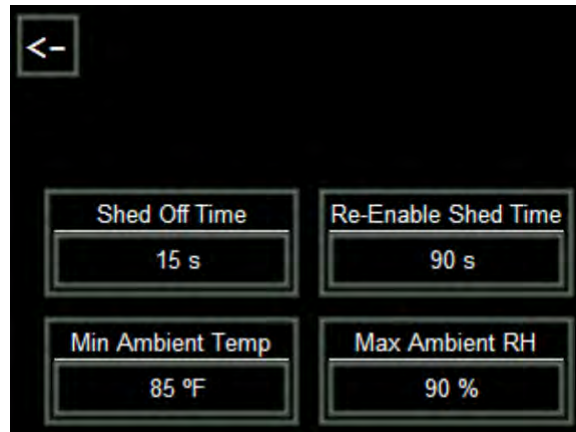 <-
Shed Off Time
Re-Enable Shed Time
15 s
90 s
Min Ambient Temp
Max Ambient RH
85 ºF
90 %